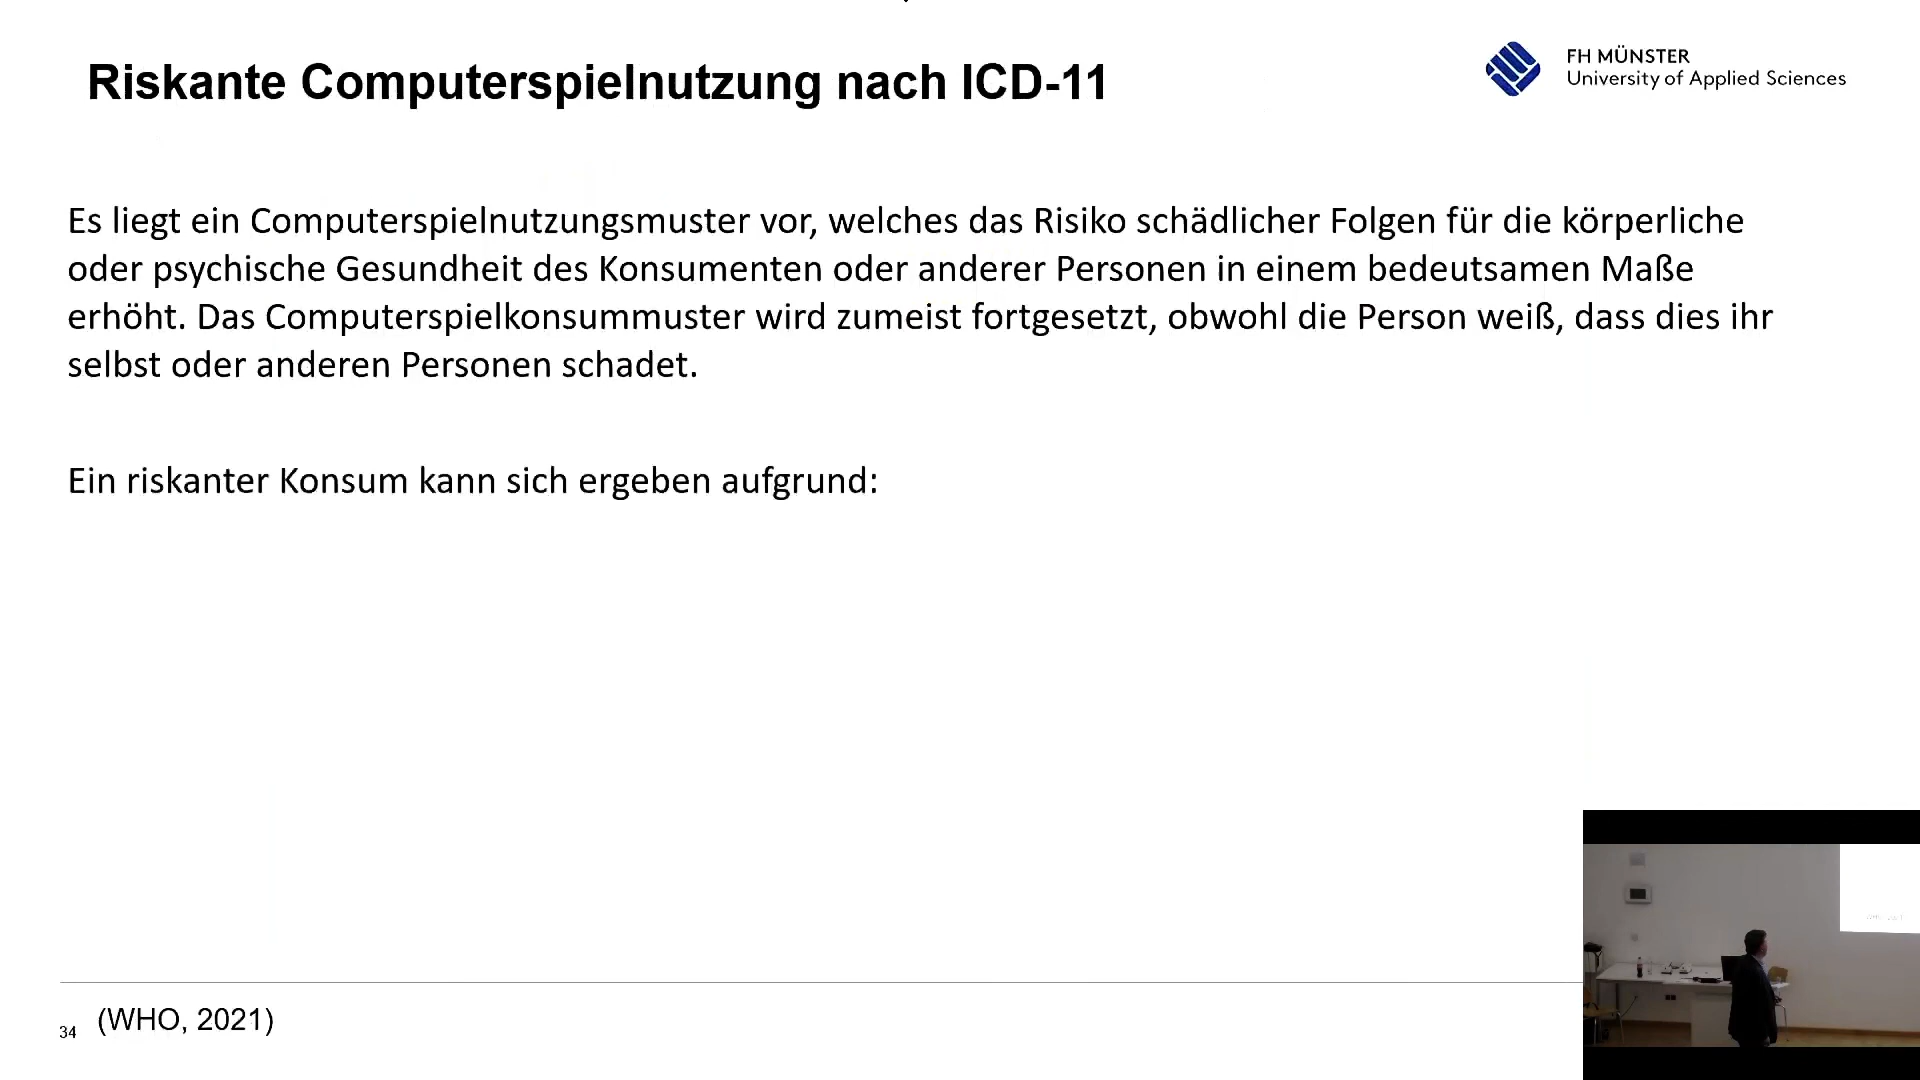 Riskante Computerspielnutzung nach ICD-11
FH MÜNSTER
University of Applied Sciences
Es liegt ein Computerspielnutzungsmuster vor, welches das Risiko schädlicher Folgen für die körperliche
oder psychische Gesundheit des Konsumenten oder anderer Personen in einem bedeutsamen Maße
erhöht. Das Computerspielkonsummuster wird zumeist fortgesetzt, obwohl die Person weiß, dass dies ihr
selbst oder anderen Personen schadet.
Ein riskanter Konsum kann sich ergeben aufgrund:
34 (WHO, 2021)